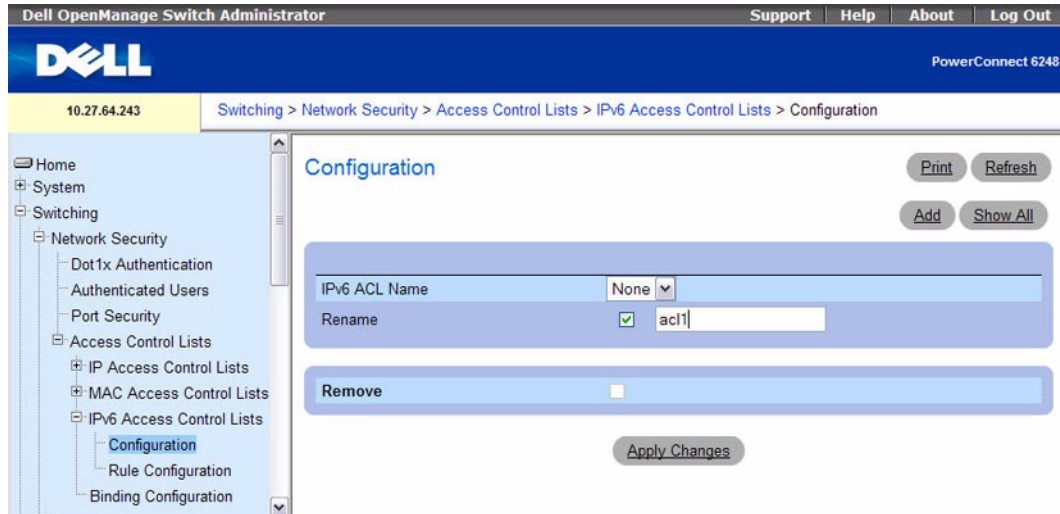 Dell OpenManage Switch Administrator Support Help About Log Out
DELL
PowerConnect 6248
10.27.64.243
Switching > Network Security > Access Control Lists > IPv6 Access Control Lists > Configuration
Home
System
Switching
Network Security
Dot1x Authentication
Authenticated Users
Port Security
Access Control Lists
IP Access Control Lists
MAC Access Control Lists
IPv6 Access Control Lists
Configuration
Rule Configuration
Binding Configuration
Configuration
Print Refresh
Add Show All
IPv6 ACL Name None
Rename acl1
Remove
Apply Changes